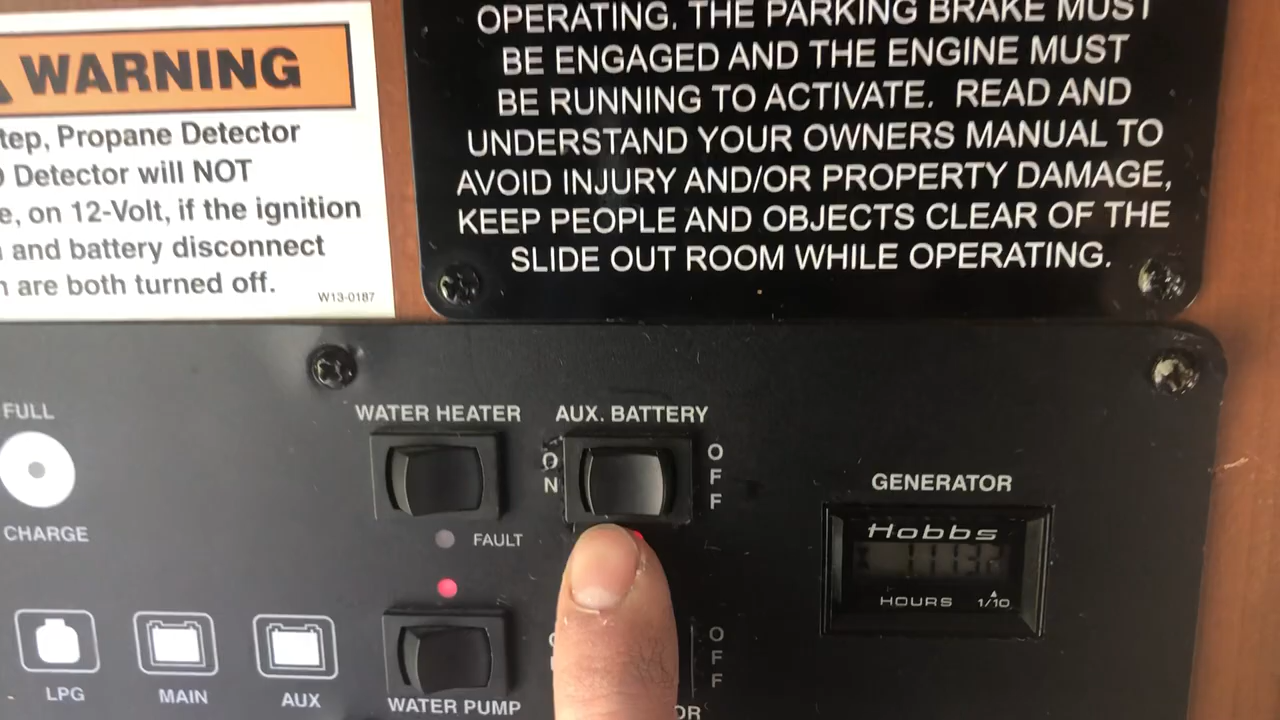 WARNING
tep, Propane Detector
Detector will NOT
e, on 12-Volt, if the ignition
and battery disconnect
are both turned off.
W13-0187
OPERATING. THE PARKING BRAKE MUST
BE ENGAGED AND THE ENGINE MUST
BE RUNNING TO ACTIVATE. READ AND
UNDERSTAND YOUR OWNERS MANUAL TO
AVOID INJURY AND/OR PROPERTY DAMAGE,
KEEP PEOPLE AND OBJECTS CLEAR OF THE
SLIDE OUT ROOM WHILE OPERATING.
FULL
CHARGE
WATER HEATER
AUX. BATTERY
ON
OFF
FAULT
GENERATOR
Hobbs
HOURS 1/10
LPG
MAIN
AUX
WATER PUMP
OFF
OR